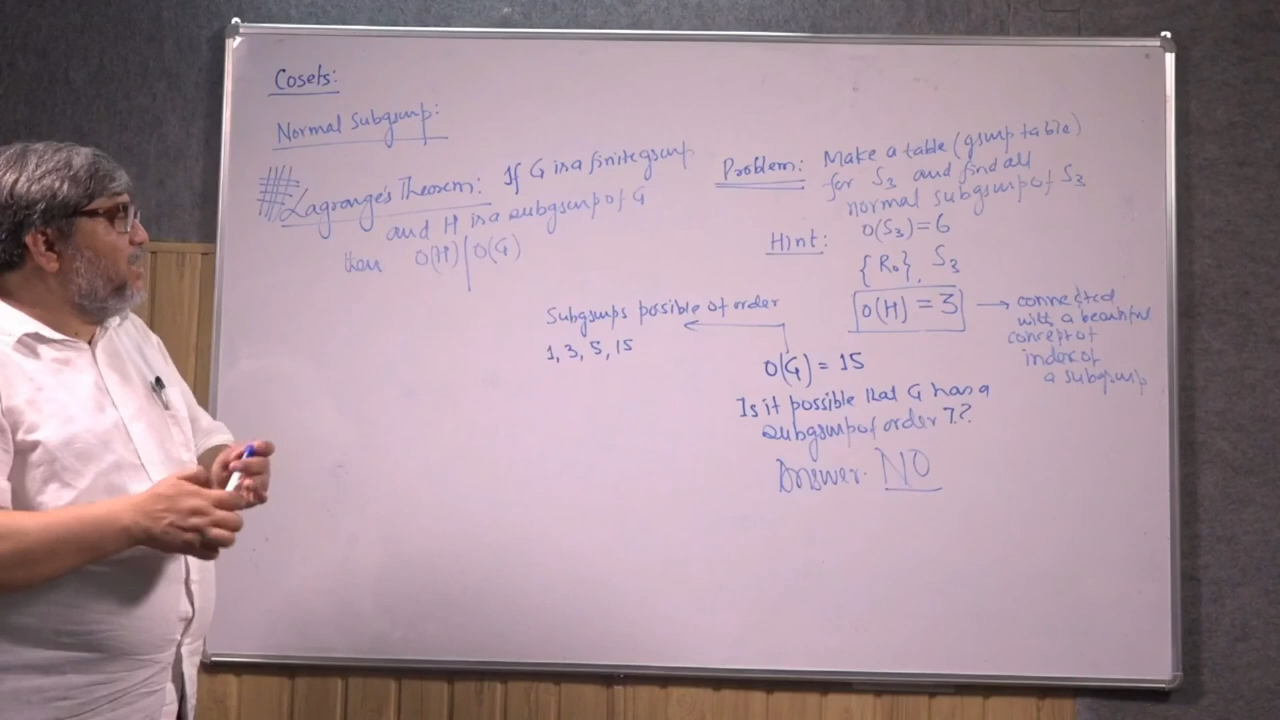 Cosets:
Normal Subgroup:
Lagrange's Theorem: If G is a finite group
and H is a subgroup of G
then O(H) | O(G)
Subgroups possible of order
1, 3, 5, 15
Problem: Make a table (group table)
for S3 and find all
normal subgroup of S3
Hint: O(S3) = 6
{R0}, S3
O(H) = 3 → connected
with a beautiful
concept of
index of
a subgroup
O(G) = 15
Is it possible that G has a
subgroup of order 7?
Answer. NO